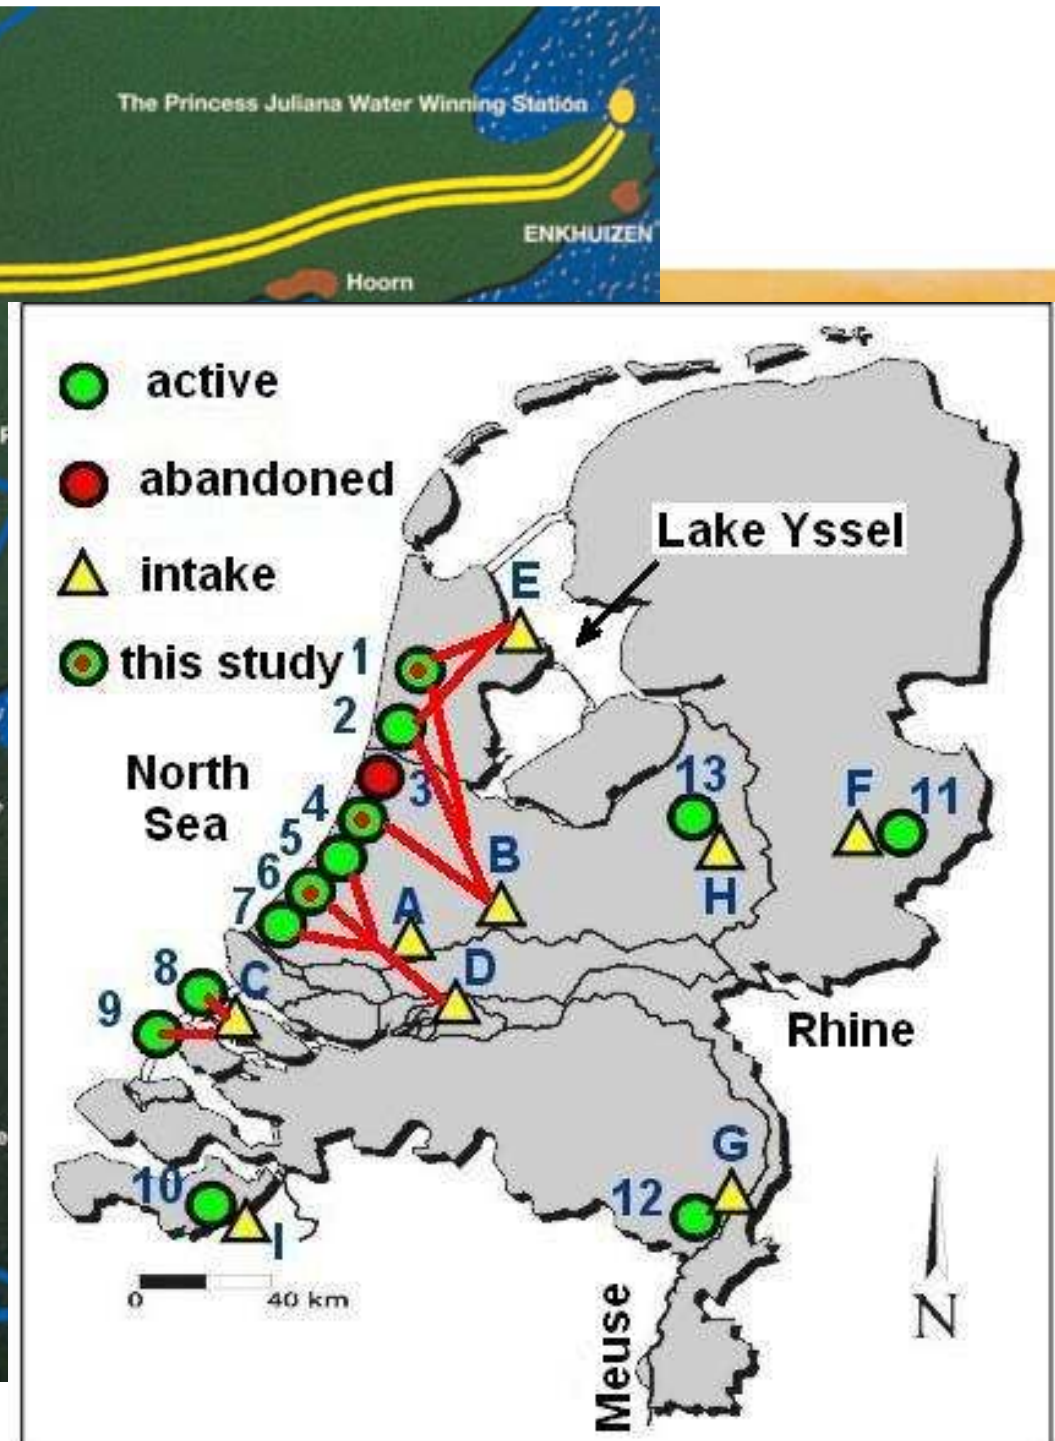 The Princess Juliana Water Winning Station
ENKHUIZEN
Hoorn
active
abandoned
intake
this study
Lake Yssel
E
1
2
North
Sea
3
4
5
6
7
13
F
11
B
A
H
D
8
C
9
Rhine
G
10
12
I
0
40 km
Meuse
N